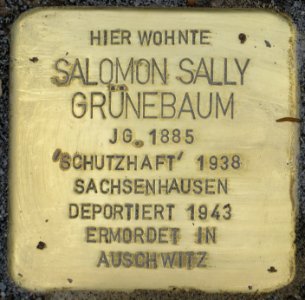 HIER WOHNTE
SALOMON SALLY
GRÜNEBAUM
JG. 1885
'SCHUTZHAFT' 1938
SACHSENHAUSEN
DEPORTIERT 1943
ERMORDET IN
AUSCHWITZ